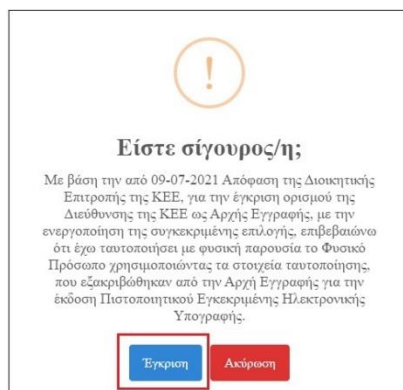 !
Είστε σίγουρος/η;
Με βάση την από 09-07-2021 Απόφαση της Διοικητικής
Επιτροπής της ΚΕΕ, για την έγκριση ορισμού της
Διεύθυνσης της ΚΕΕ ως Αρχής Εγγραφής, με την
ενεργοποίηση της συγκεκριμένης επιλογής, επιβεβαιώνω
ότι έχω ταυτοποιήσει με φυσική παρουσία το Φυσικό
Πρόσωπο χρησιμοποιώντας τα στοιχεία ταυτοποίησης,
που εξακριβώθηκαν από την Αρχή Εγγραφής για την
έκδοση Πιστοποιητικού Εγκεκριμένης Ηλεκτρονικής
Υπογραφής.
Έγκριση Ακύρωση